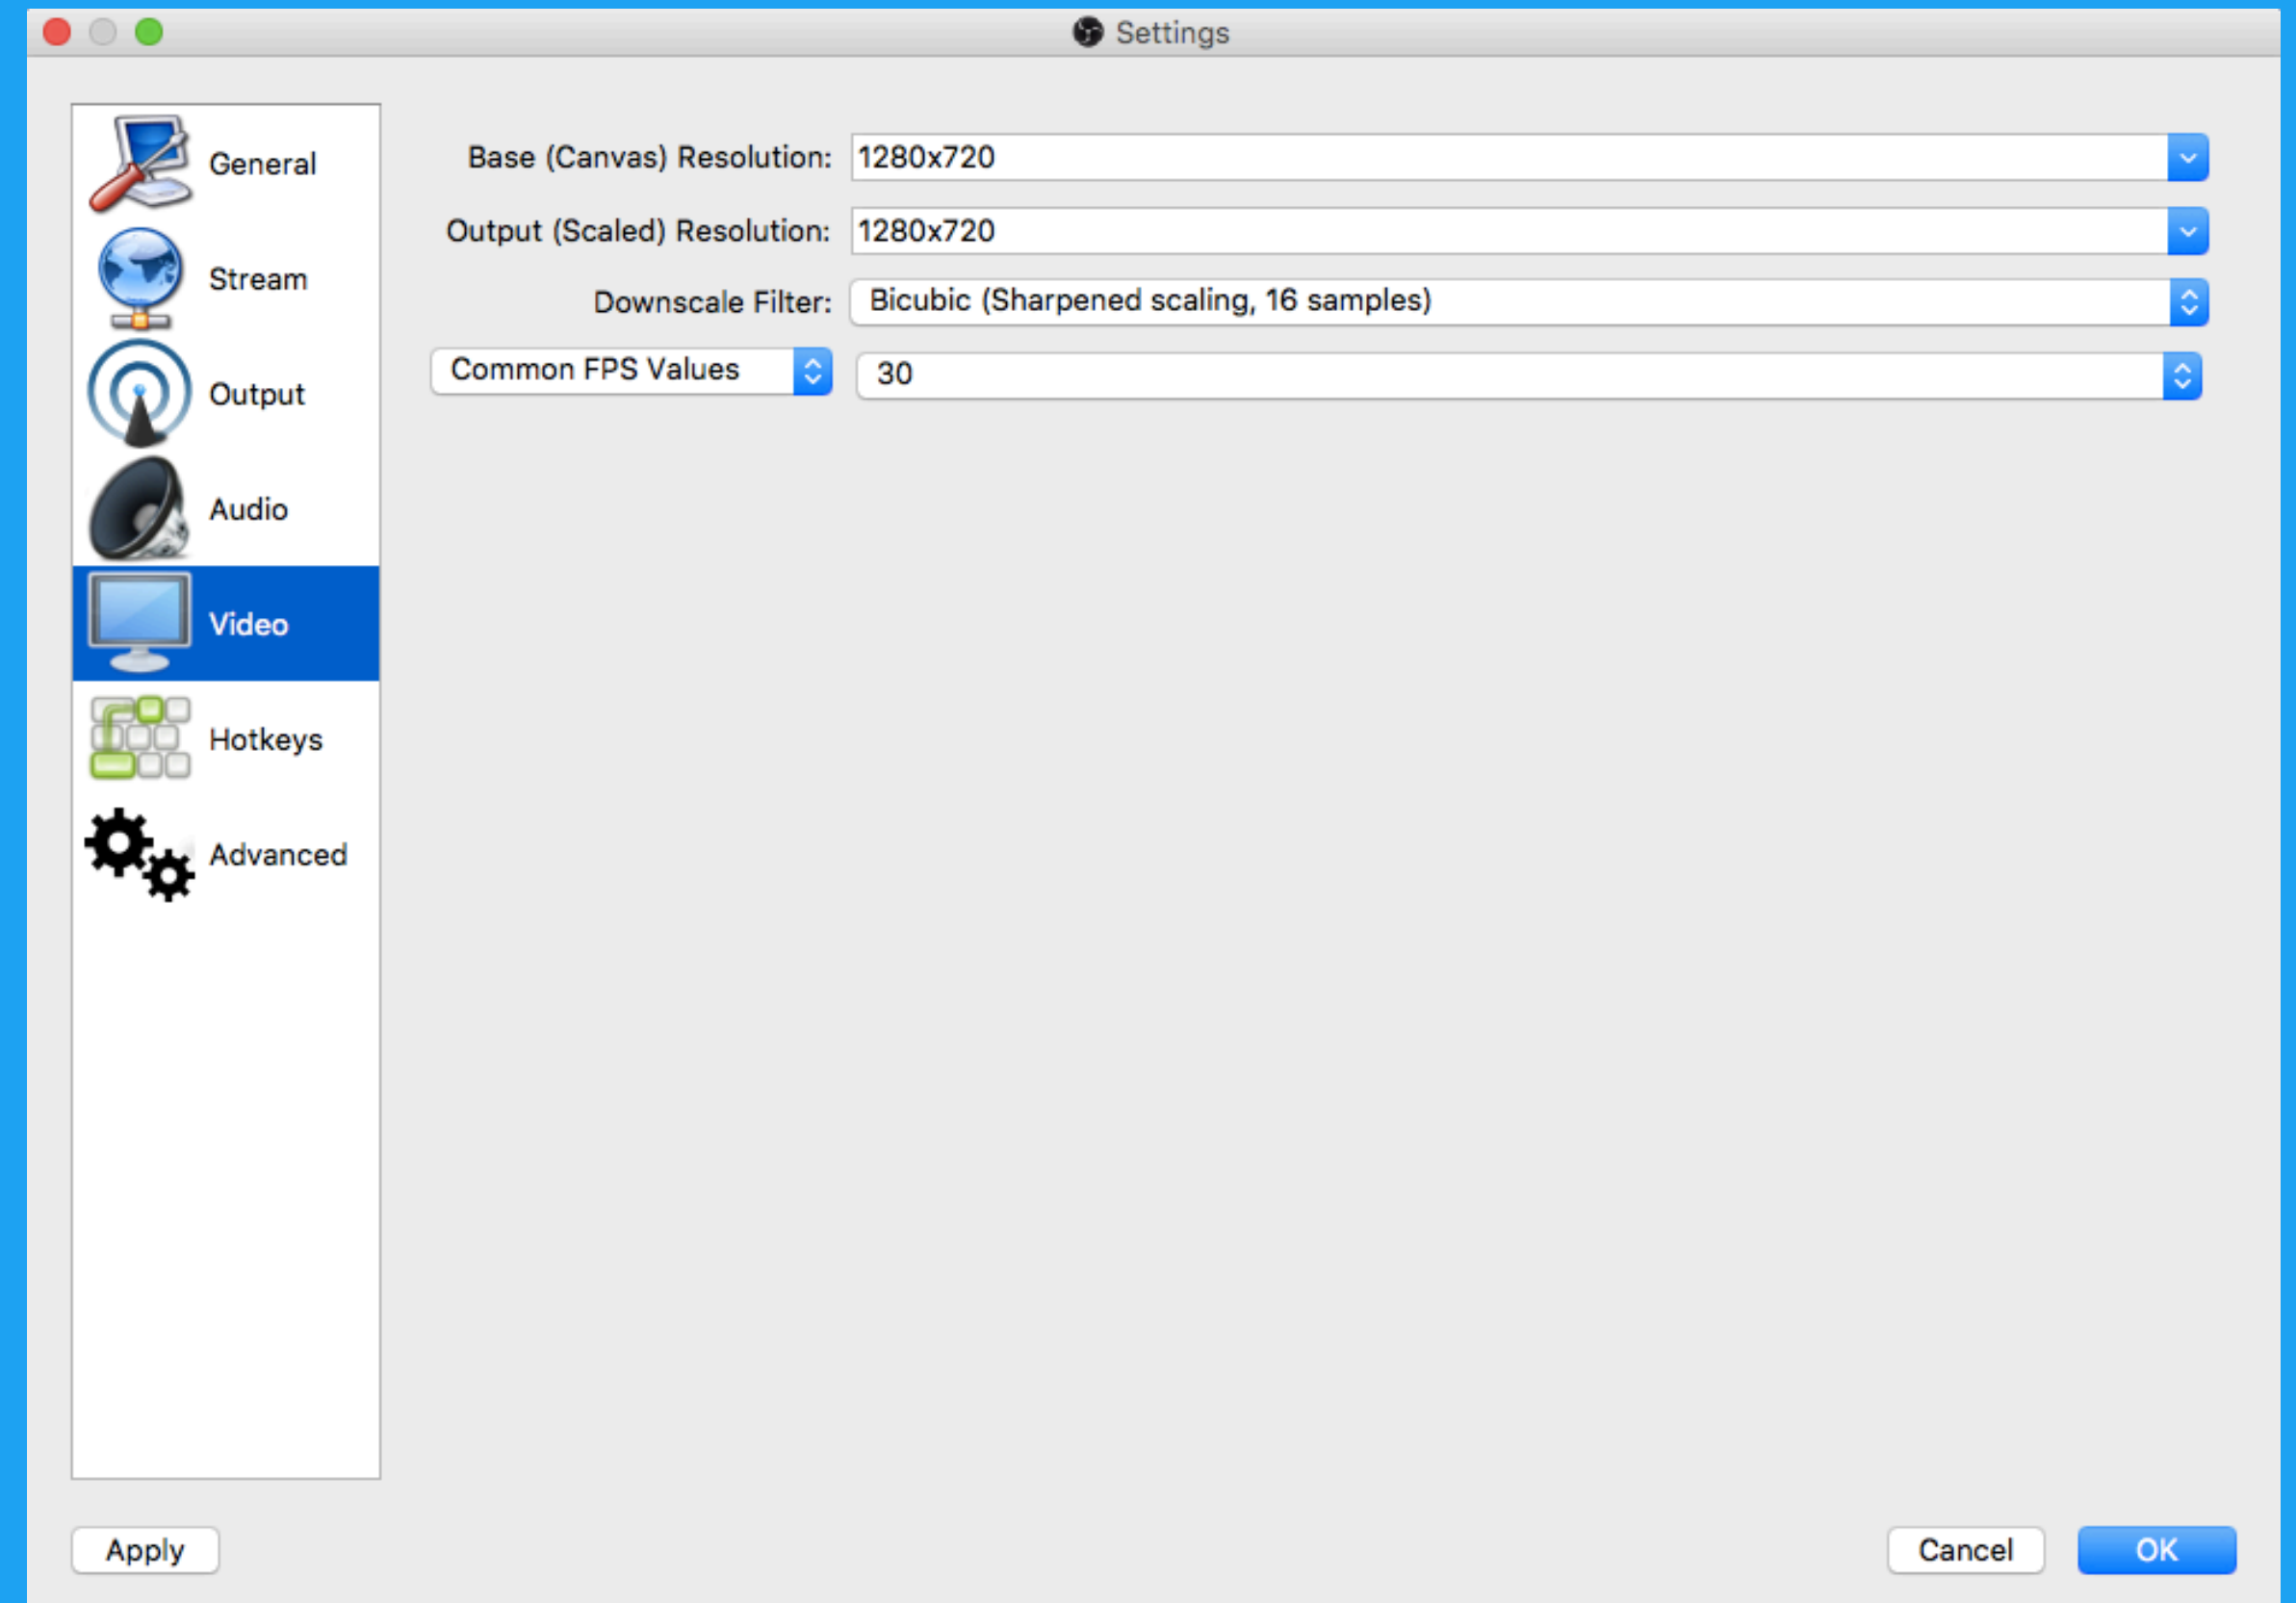 Settings
General
Stream
Output
Audio
Video
Hotkeys
Advanced
Base (Canvas) Resolution: 1280x720
Output (Scaled) Resolution: 1280x720
Downscale Filter: Bicubic (Sharpened scaling, 16 samples)
Common FPS Values 30
Apply Cancel OK